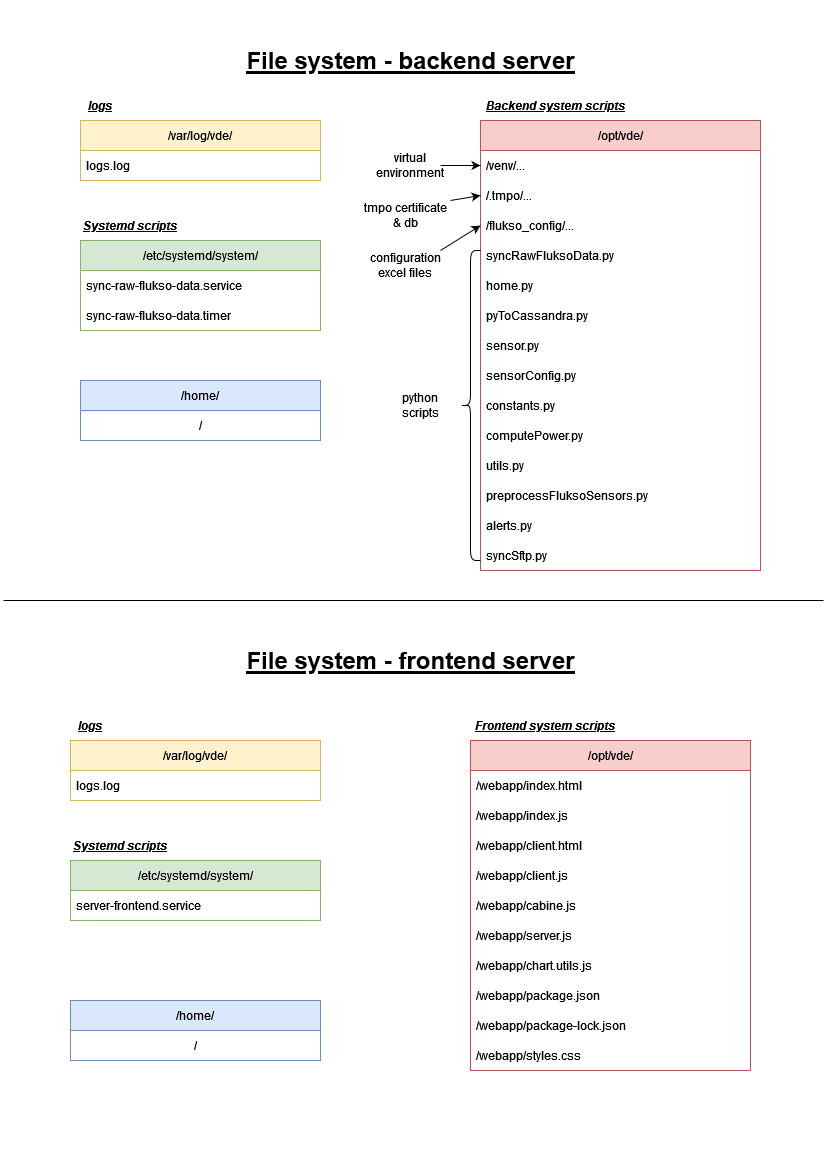 File system - backend server
logs
/var/log/vde/
logs.log
Systemd scripts
/etc/systemd/system/
sync-raw-flukso-data.service
sync-raw-flukso-data.timer
/home/
/
virtual
environment
tmpo certificate
& db
configuration
excel files
python
scripts
Backend system scripts
/opt/vde/
/venv/...
/.tmpo/...
/flukso_config/...
syncRawFluksoData.py
home.py
pyToCassandra.py
sensor.py
sensorConfig.py
constants.py
computePower.py
utils.py
preprocessFluksoSensors.py
alerts.py
syncSftp.py
File system - frontend server
logs
/var/log/vde/
logs.log
Systemd scripts
/etc/systemd/system/
server-frontend.service
/home/
/
Frontend system scripts
/opt/vde/
/webapp/index.html
/webapp/index.js
/webapp/client.html
/webapp/client.js
/webapp/cabine.js
/webapp/server.js
/webapp/chart.utils.js
/webapp/package.json
/webapp/package-lock.json
/webapp/styles.css